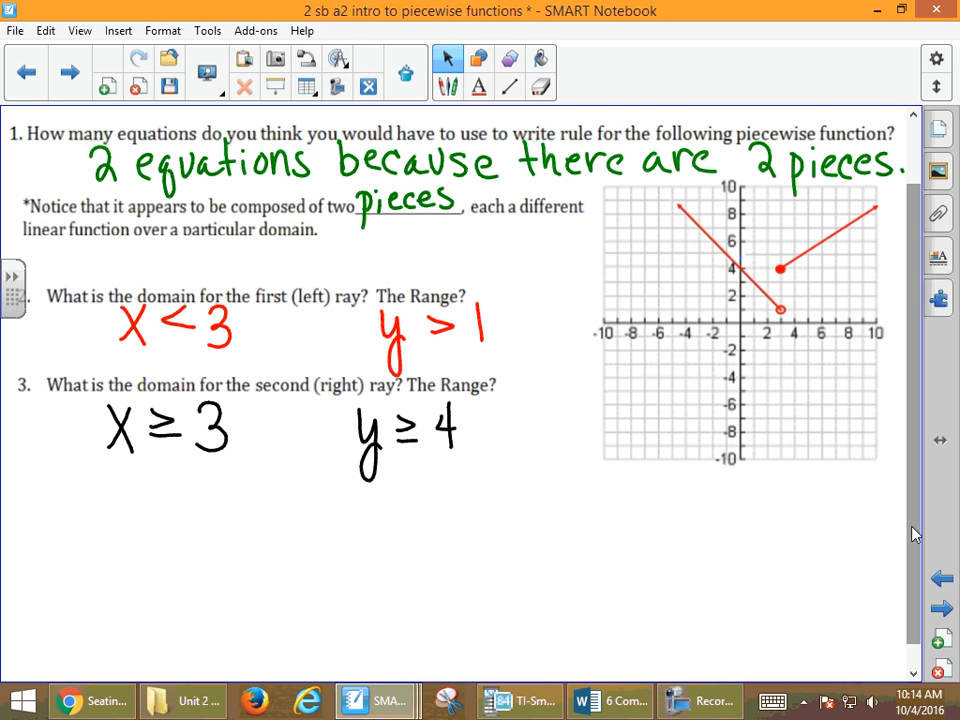 2 sb a2 intro to piecewise functions * - SMART Notebook
File Edit View Insert Format Tools Add-ons Help
1. How many equations do you think you would have to use to write rule for the following piecewise function?
2 equations because there are 2 pieces.
*Notice that it appears to be composed of two pieces, each a different
linear function over a particular domain.
10
8
6
4
2
-10 -8 -6 -4 -2 2 4 6 8 10
-2
-4
-6
-8
-10
2. What is the domain for the first (left) ray? The Range?
x < 3 y > 1
3. What is the domain for the second (right) ray? The Range?
x ≥ 3 y ≥ 4
Seatin... Unit 2 ... SMA... TI-Sm... 6 Com... Recor...
10:14 AM
10/4/2016